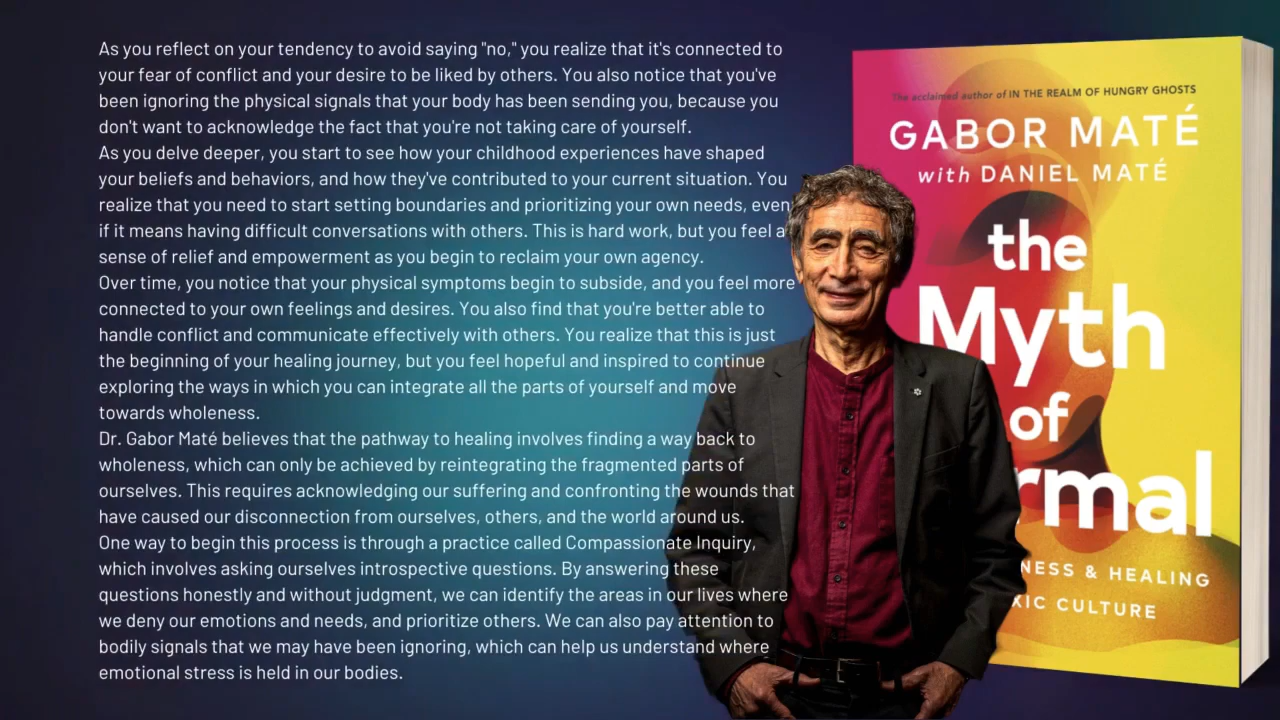 As you reflect on your tendency to avoid saying "no," you realize that it's connected to
your fear of conflict and your desire to be liked by others. You also notice that you've
been ignoring the physical signals that your body has been sending you, because you
don't want to acknowledge the fact that you're not taking care of yourself.
As you delve deeper, you start to see how your childhood experiences have shaped
your beliefs and behaviors, and how they've contributed to your current situation. You
realize that you need to start setting boundaries and prioritizing your own needs, even
if it means having difficult conversations with others. This is hard work, but you feel a
sense of relief and empowerment as you begin to reclaim your own agency.
Over time, you notice that your physical symptoms begin to subside, and you feel more
connected to your own feelings and desires. You also find that you're better able to
handle conflict and communicate effectively with others. You realize that this is just
the beginning of your healing journey, but you feel hopeful and inspired to continue
exploring the ways in which you can integrate all the parts of yourself and move
towards wholeness.
Dr. Gabor Maté believes that the pathway to healing involves finding a way back to
wholeness, which can only be achieved by reintegrating the fragmented parts of
ourselves. This requires acknowledging our suffering and confronting the wounds that
have caused our disconnection from ourselves, others, and the world around us.
One way to begin this process is through a practice called Compassionate Inquiry,
which involves asking ourselves introspective questions. By answering these
questions honestly and without judgment, we can identify the areas in our lives where
we deny our emotions and needs, and prioritize others. We can also pay attention to
bodily signals that we may have been ignoring, which can help us understand where
emotional stress is held in our bodies.
The acclaimed author of IN THE REALM OF HUNGRY GHOSTS
GABOR MATÉ
with DANIEL MATÉ
the
Myth
of
rmal
NESS & HEALING
XIC CULTURE